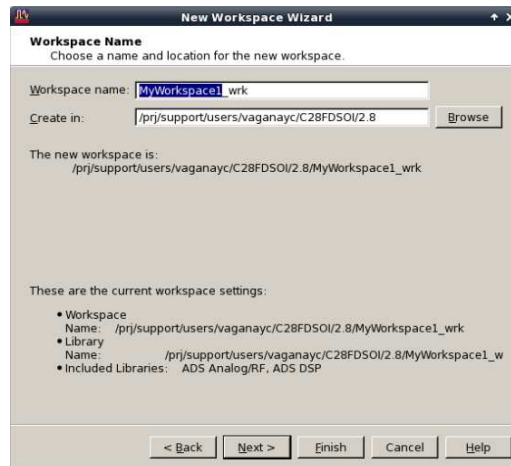 New Workspace Wizard
Workspace Name
Choose a name and location for the new workspace.
Workspace name: MyWorkspace1_wrk
Create in: /prj/support/users/vaganayc/C28FDSOI/2.8 Browse
The new workspace is:
/prj/support/users/vaganayc/C28FDSOI/2.8/MyWorkspace1_wrk
These are the current workspace settings:
• Workspace
Name: /prj/support/users/vaganayc/C28FDSOI/2.8/MyWorkspace1_wrk
• Library
Name: /prj/support/users/vaganayc/C28FDSOI/2.8/MyWorkspace1_w
• Included Libraries: ADS Analog/RF, ADS DSP
< Back Next > Finish Cancel Help